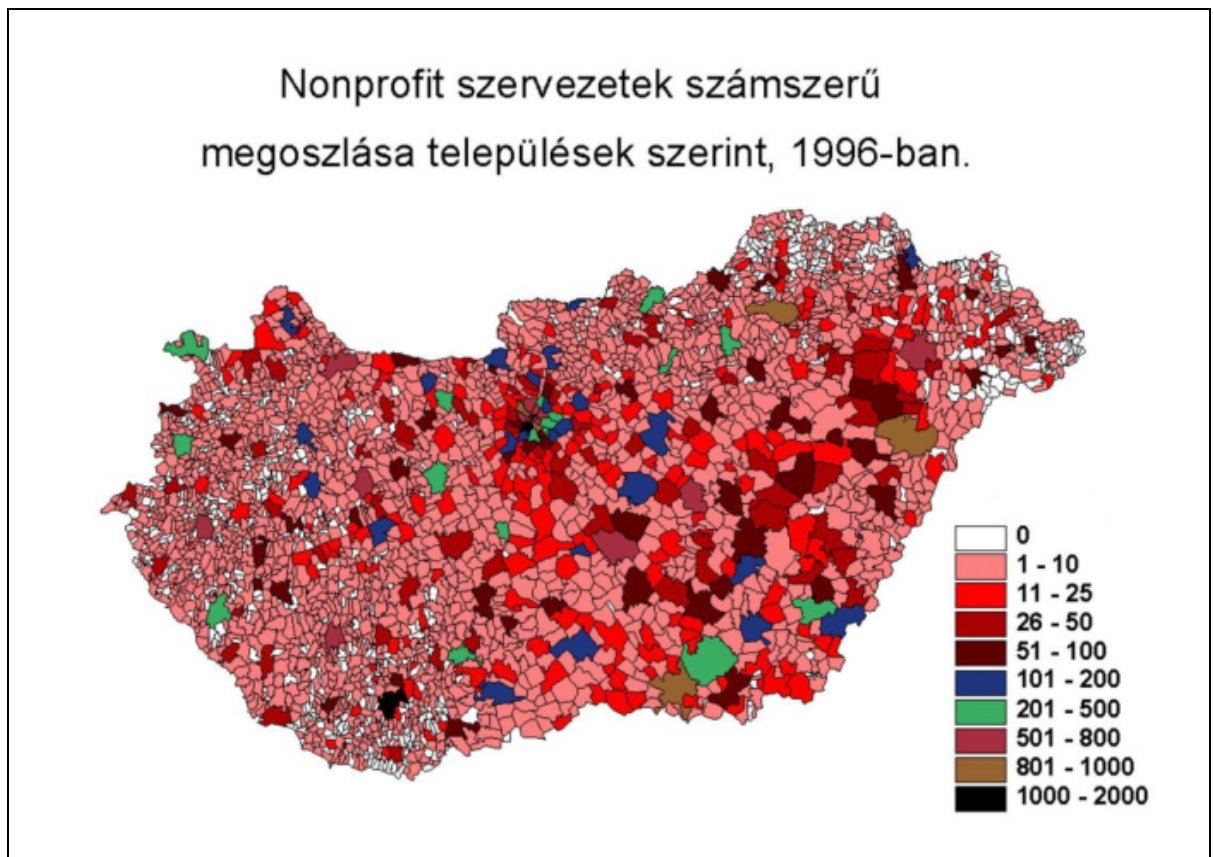 Nonprofit szervezetek számszerű
megoszlása települések szerint, 1996-ban.
0
1 - 10
11 - 25
26 - 50
51 - 100
101 - 200
201 - 500
501 - 800
801 - 1000
1000 - 2000